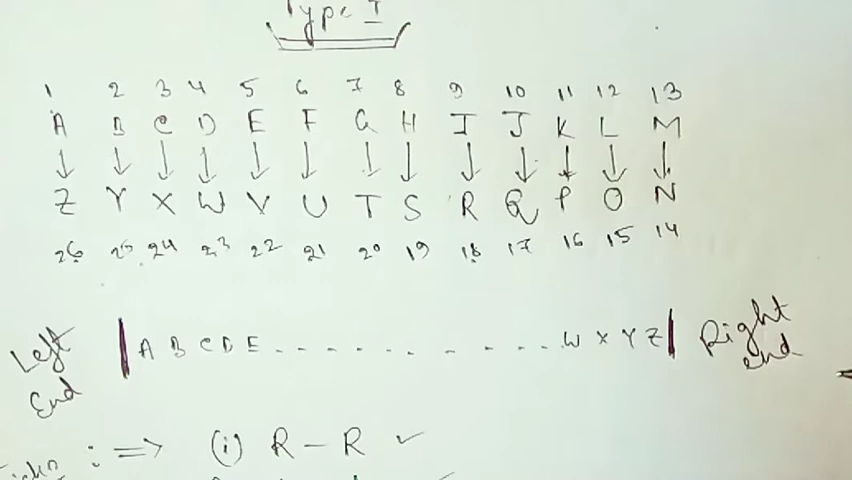 Type I
1 2 3 4 5 6 7 8 9 10 11 12 13
A B C D E F G H I J K L M
↓ ↓ ↓ ↓ ↓ ↓ ↓ ↓ ↓ ↓ ↓ ↓ ↓
Z Y X W V U T S R Q P O N
26 25 24 23 22 21 20 19 18 17 16 15 14
Left End | A B C D E - - - - - - - - - - - W X Y Z | Right end
: => (i) R - R ✓